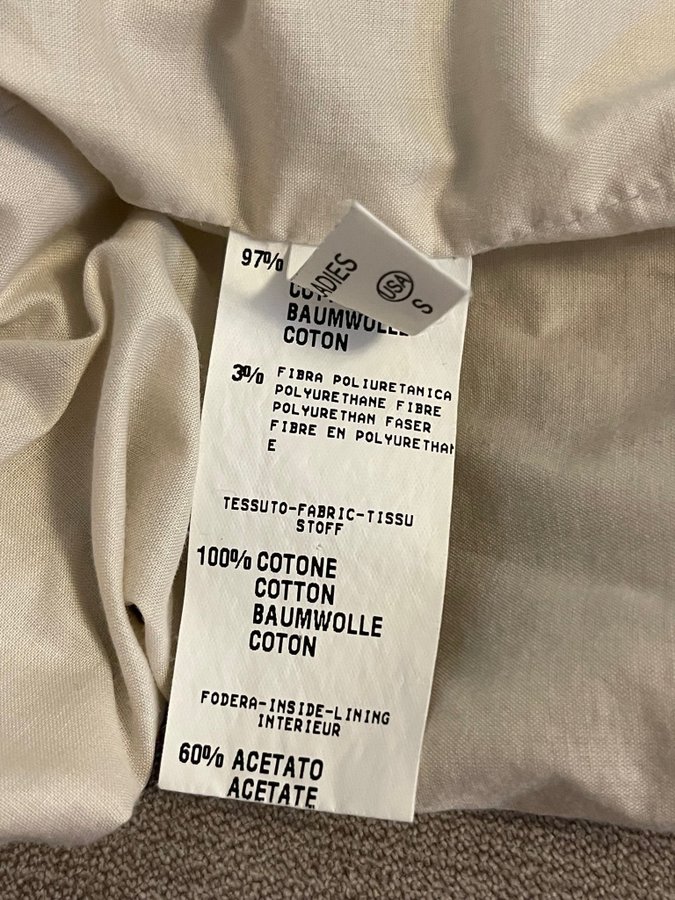 LADIES
USA
S
97%
BAUMWOLLE
COTON
3% FIBRA POLIURETANICA
POLYURETHANE FIBRE
POLYURETHAN FASER
FIBRE EN POLYURETHAN
E
TESSUTO-FABRIC-TISSU
STOFF
100% COTONE
COTTON
BAUMWOLLE
COTON
FODERA-INSIDE-LINING
INTERIEUR
60% ACETATO
ACETATE